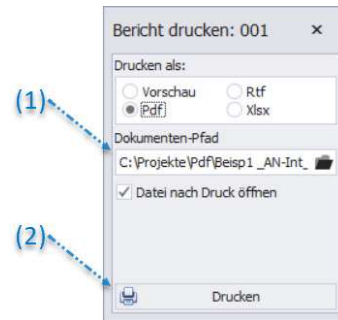 Bericht drucken: 001
Drucken als:
Vorschau Rtf
Pdf Xlsx
(1)
Dokumenten-Pfad
C:\Projekte\Pdf\Beisp1 _AN-Int_
Datei nach Druck öffnen
(2)
Drucken